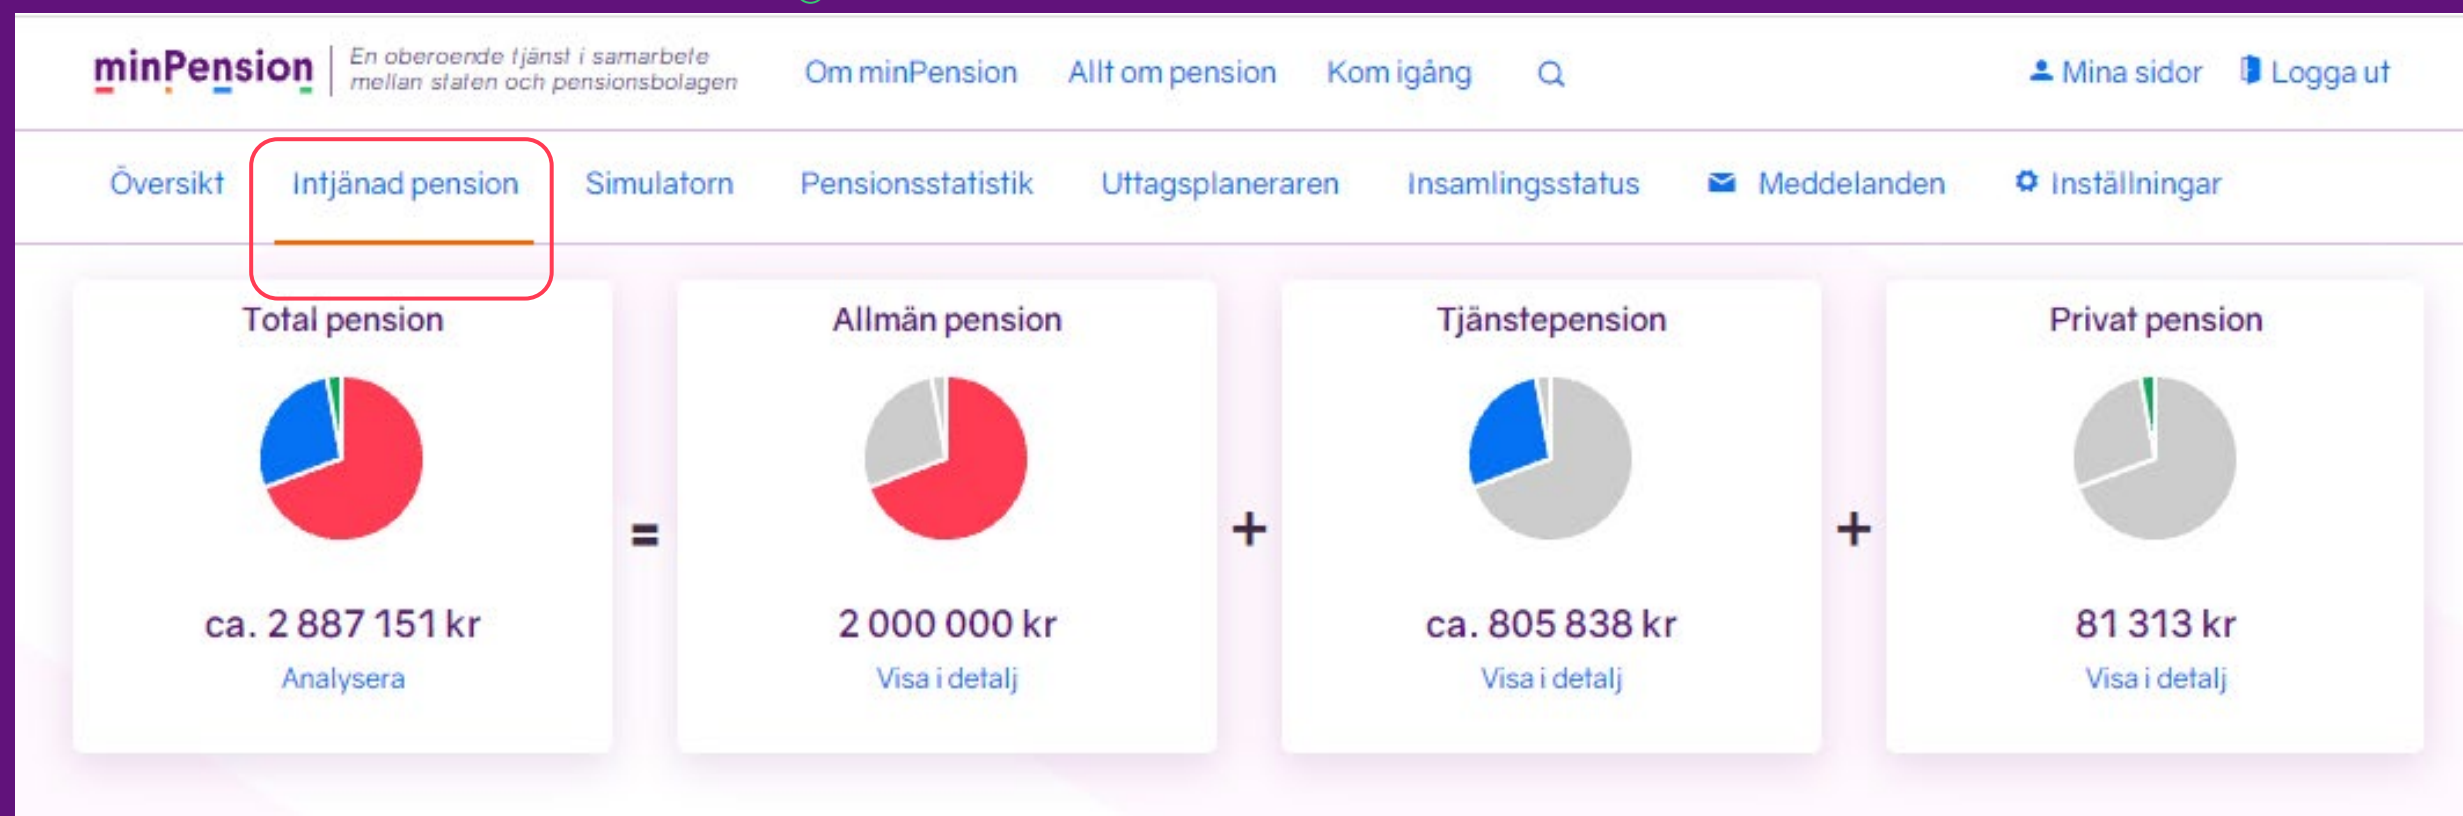 minPension
En oberoende tjänst i samarbete
mellan staten och pensionsbolagen
Om minPension
Allt om pension
Kom igång
Mina sidor
Logga ut
Översikt
Intjänad pension
Simulatorn
Pensionsstatistik
Uttagsplaneraren
Insamlingsstatus
Meddelanden
Inställningar
Total pension
ca. 2 887 151 kr
Analysera
=
Allmän pension
2 000 000 kr
Visa i detalj
+
Tjänstepension
ca. 805 838 kr
Visa i detalj
+
Privat pension
81 313 kr
Visa i detalj